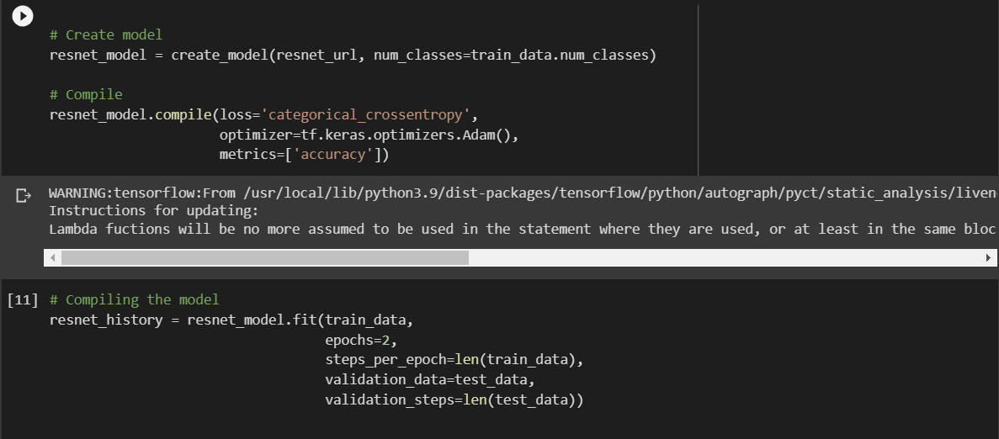 # Create model
resnet_model = create_model(resnet_url, num_classes=train_data.num_classes)
# Compile
resnet_model.compile(loss='categorical_crossentropy',
optimizer=tf.keras.optimizers.Adam(),
metrics=['accuracy'])
WARNING:tensorflow:From /usr/local/lib/python3.9/dist-packages/tensorflow/python/autograph/pyct/static_analysis/liven
Instructions for updating:
Lambda fuctions will be no more assumed to be used in the statement where they are used, or at least in the same bloc
[11] # Compiling the model
resnet_history = resnet_model.fit(train_data,
epochs=2,
steps_per_epoch=len(train_data),
validation_data=test_data,
validation_steps=len(test_data))